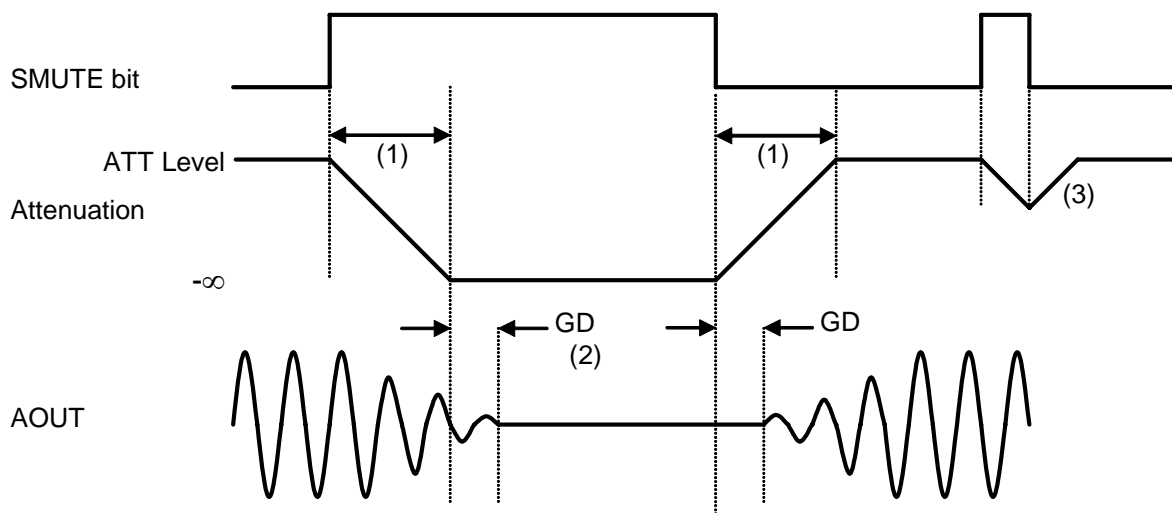 SMUTE bit
ATT Level
(1)
(1)
(3)
Attenuation
-∞
GD
(2)
GD
AOUT